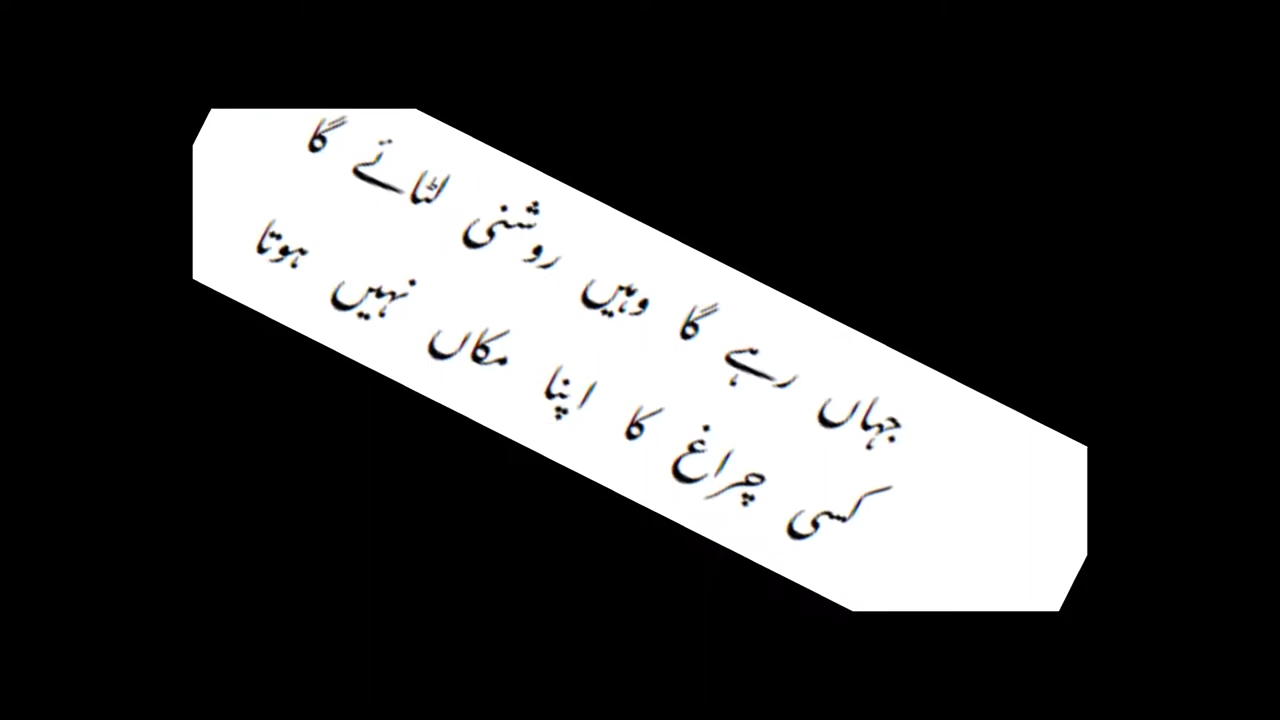 جہاں رہے گا وہیں روشنی لٹائے گا
کسی چراغ کا اپنا مکاں نہیں ہوتا